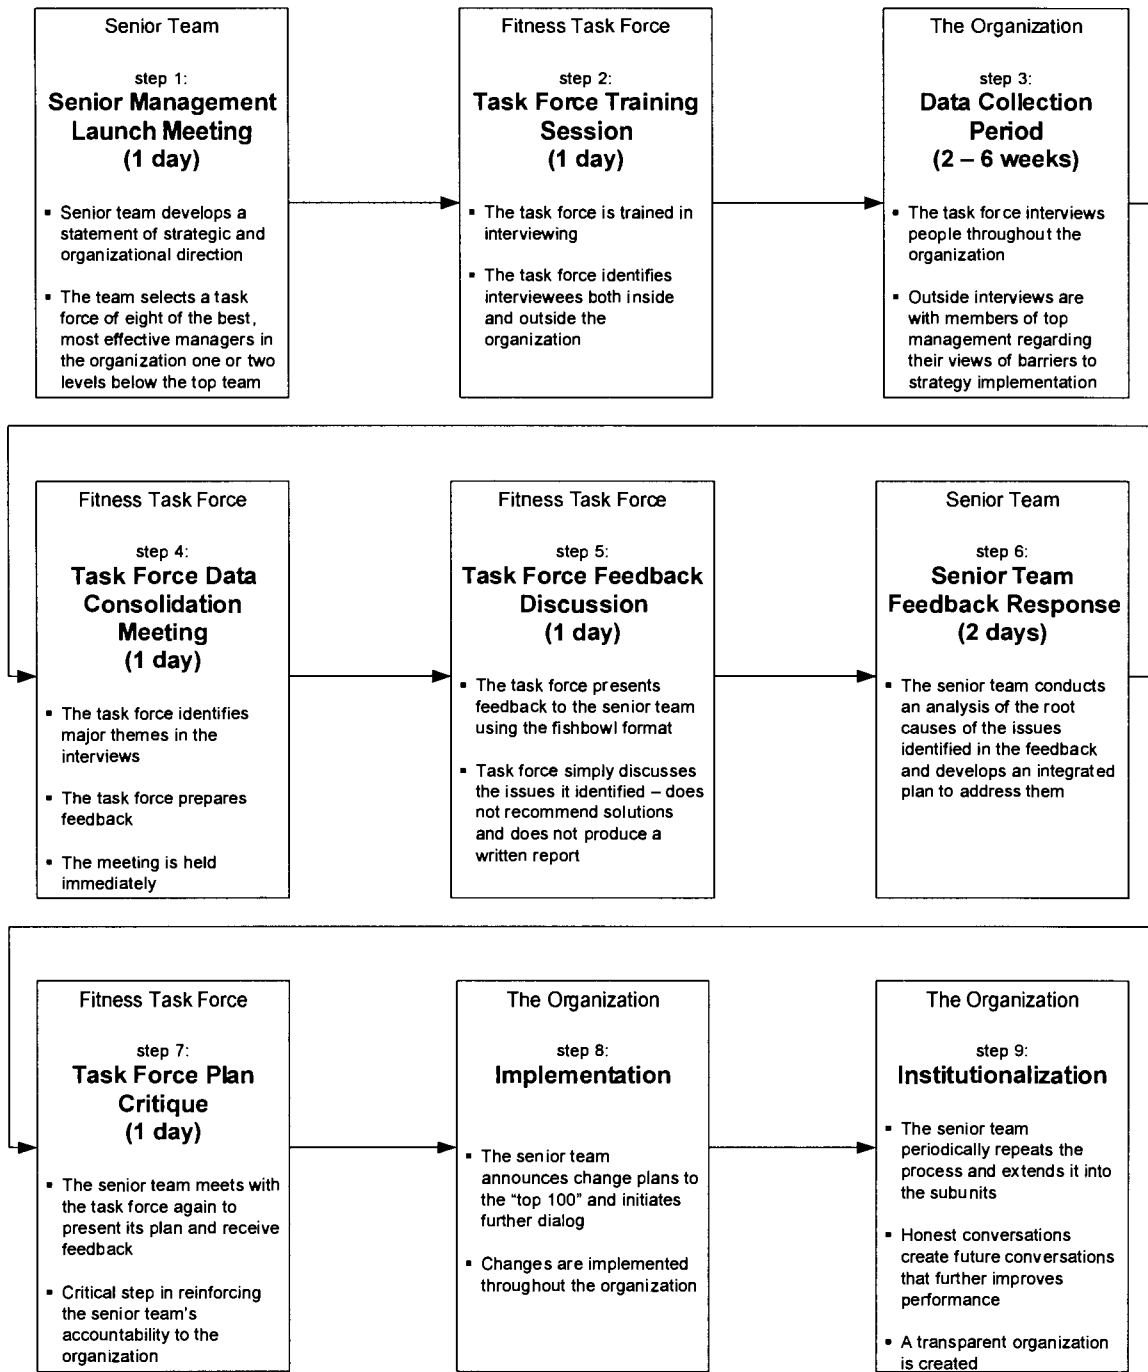 Senior Team
step 1:
Senior Management
Launch Meeting
(1 day)
▪ Senior team develops a
statement of strategic and
organizational direction
▪ The team selects a task
force of eight of the best,
most effective managers in
the organization one or two
levels below the top team
Fitness Task Force
step 2:
Task Force Training
Session
(1 day)
▪ The task force is trained in
interviewing
▪ The task force identifies
interviewees both inside
and outside the
organization
The Organization
step 3:
Data Collection
Period
(2 – 6 weeks)
▪ The task force interviews
people throughout the
organization
▪ Outside interviews are
with members of top
management regarding
their views of barriers to
strategy implementation
Fitness Task Force
step 4:
Task Force Data
Consolidation
Meeting
(1 day)
▪ The task force identifies
major themes in the
interviews
▪ The task force prepares
feedback
▪ The meeting is held
immediately
Fitness Task Force
step 5:
Task Force Feedback
Discussion
(1 day)
▪ The task force presents
feedback to the senior team
using the fishbowl format
▪ Task force simply discusses
the issues it identified – does
not recommend solutions
and does not produce a
written report
Senior Team
step 6:
Senior Team
Feedback Response
(2 days)
▪ The senior team conducts
an analysis of the root
causes of the issues
identified in the feedback
and develops an integrated
plan to address them
Fitness Task Force
step 7:
Task Force Plan
Critique
(1 day)
▪ The senior team meets with
the task force again to
present its plan and receive
feedback
▪ Critical step in reinforcing
the senior team's
accountability to the
organization
The Organization
step 8:
Implementation
▪ The senior team
announces change plans to
the "top 100" and initiates
further dialog
▪ Changes are implemented
throughout the organization
The Organization
step 9:
Institutionalization
▪ The senior team
periodically repeats the
process and extends it into
the subunits
▪ Honest conversations
create future conversations
that further improves
performance
▪ A transparent organization
is created